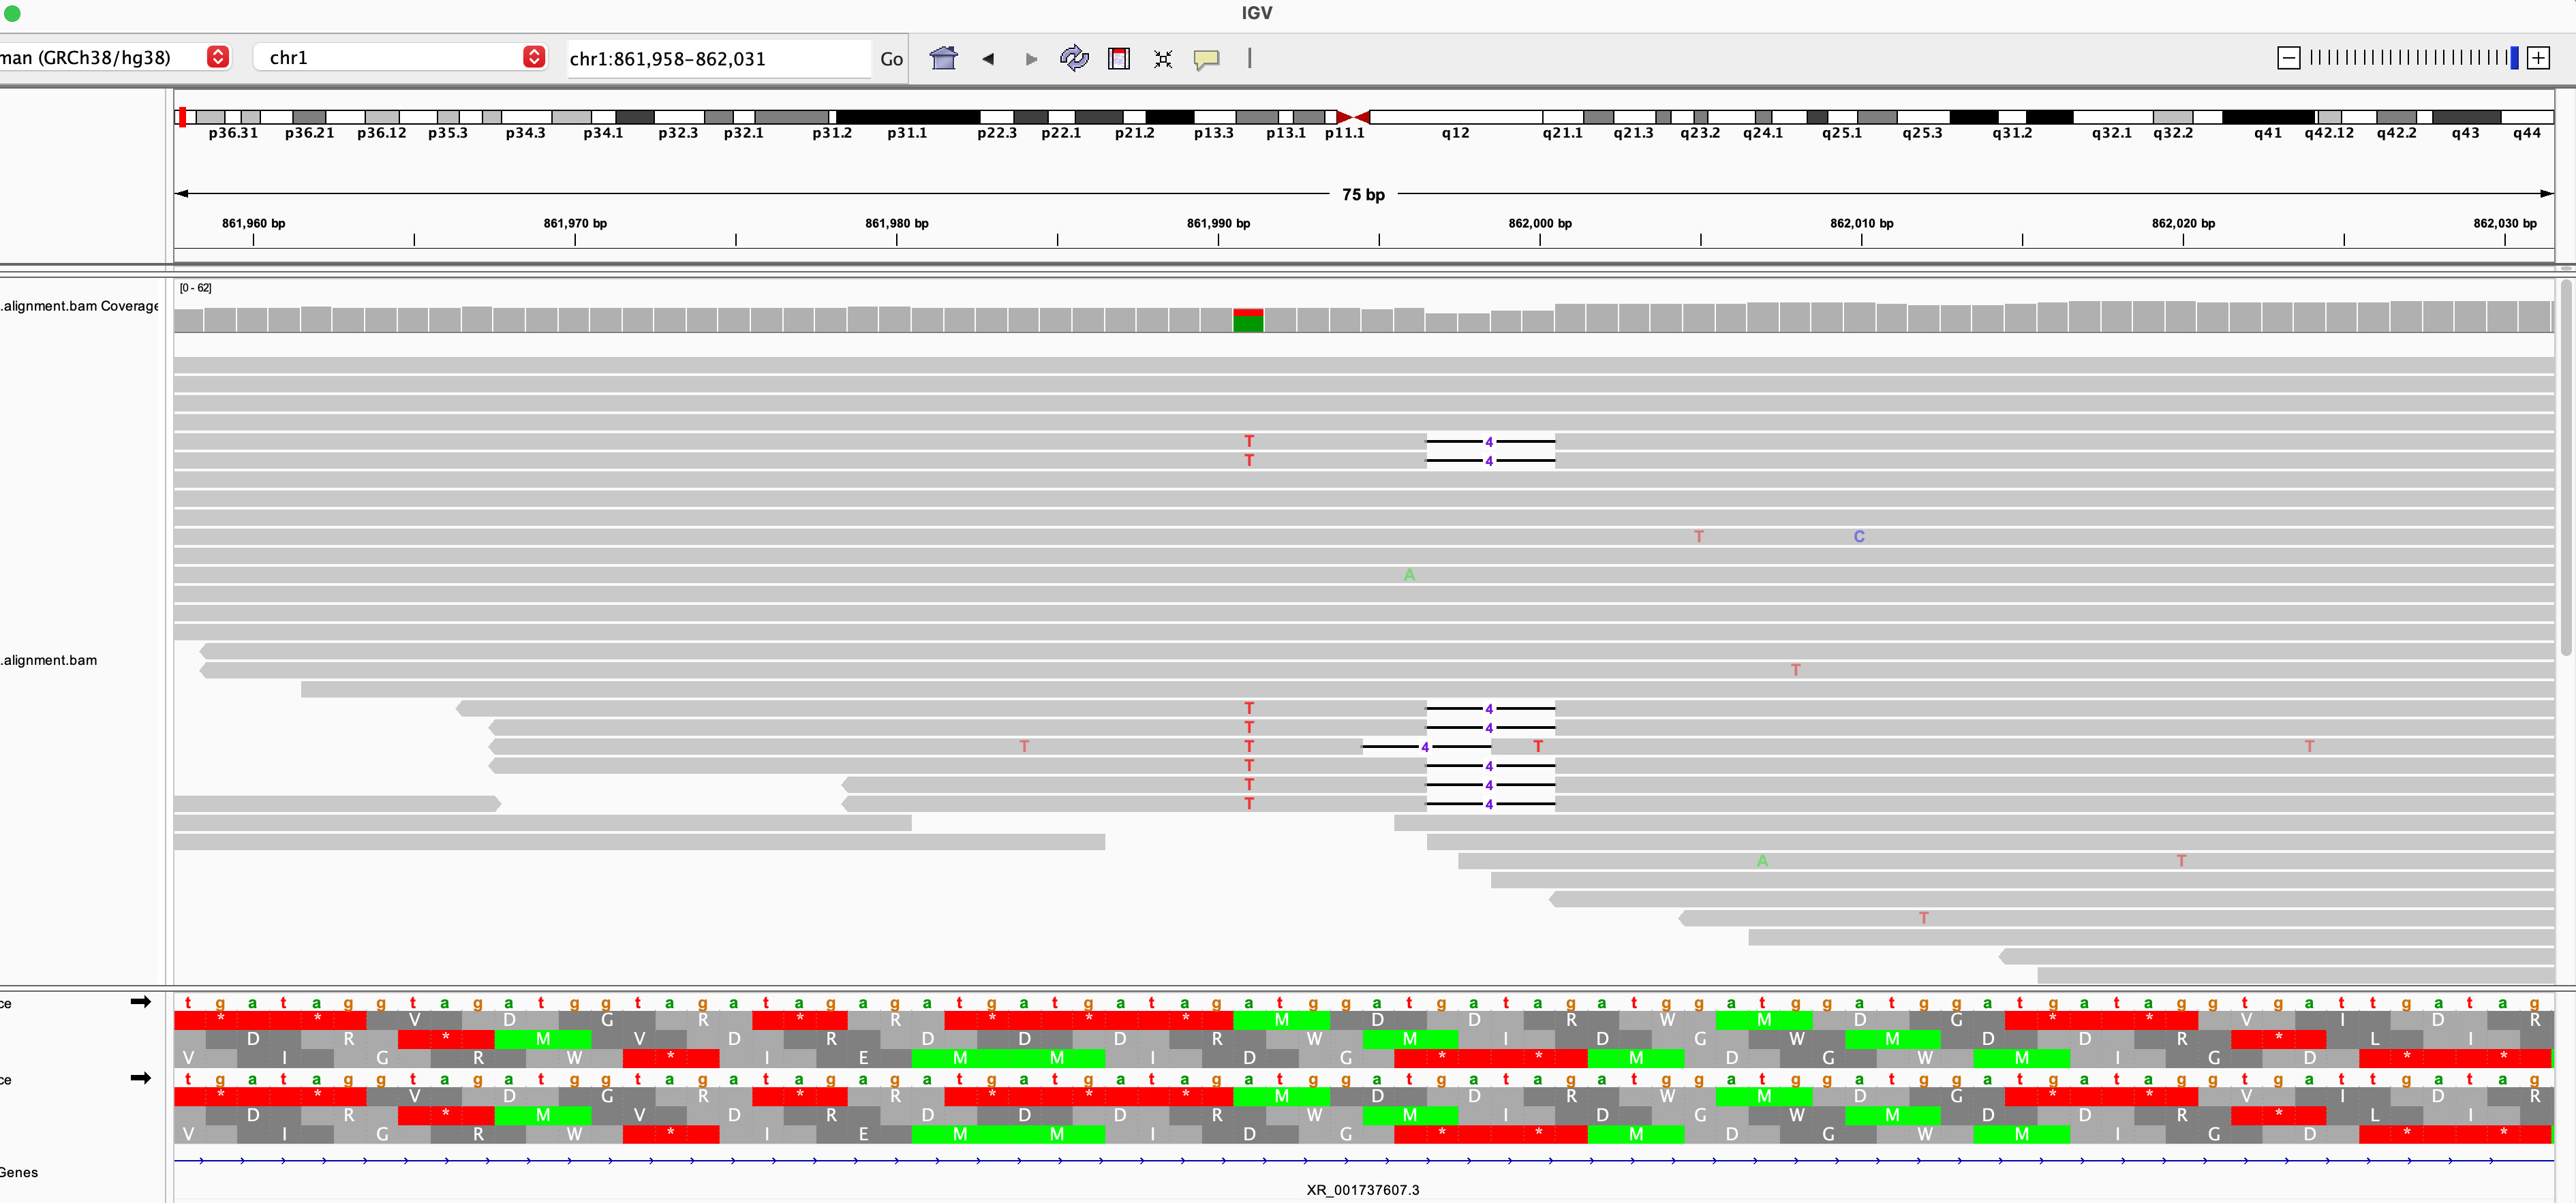 IGV
man (GRCh38/hg38) chr1 chr1:861,958-862,031 Go
p36.31 p36.21 p36.12 p35.3 p34.3 p34.1 p32.3 p32.1 p31.2 p31.1 p22.3 p22.1 p21.2 p13.3 p13.1 p11.1 q12 q21.1 q21.3 q23.2 q24.1 q25.1 q25.3 q31.2 q32.1 q32.2 q41 q42.12 q42.2 q43 q44
75 bp
861,960 bp 861,970 bp 861,980 bp 861,990 bp 862,000 bp 862,010 bp 862,020 bp 862,030 bp
[0 - 62]
.alignment.bam Coverage
T 4
T 4
T C
A
.alignment.bam
T
T 4
T 4
T T 4 T T
T 4
T 4
T 4
A T
T
ce t g a t a g g t a g a t g g t a g a t a g a g a t g a t g a t a g a t g g a t g a t a g a t g g a t g g a t g g a t g a t a g g t g a t t g a t a g
* * V D G R * R * * * M D D R W M D G * * V I D R
D R * M V D R D D D R W M I D G W M D D R * L I
V I G R W * I E M M I D G * * M D G W M I G D * *
ce t g a t a g g t a g a t g g t a g a t a g a g a t g a t g a t a g a t g g a t g a t a g a t g g a t g g a t g g a t g a t a g g t g a t t g a t a g
* * V D G R * R * * * M D D R W M D G * * V I D R
D R * M V D R D D D R W M I D G W M D D R * L I
V I G R W * I E M M I D G * * M D G W M I G D * *
Genes
XR_001737607.3